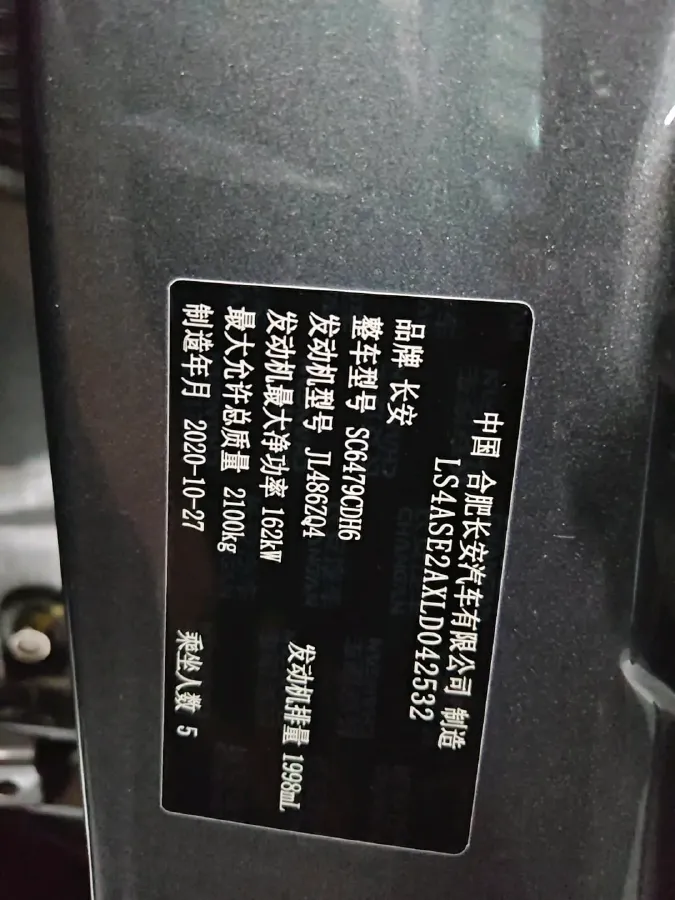 中国 合肥长安汽车有限公司 制造
LS4ASE2AXLD042532
品牌 长安
整车型号 SC6479CDH6
发动机型号 JL486ZQ4 发动机排量 1998mL
发动机最大净功率 162kW
最大允许总质量 2100kg
制造年月 2020-10-27 乘坐人数 5